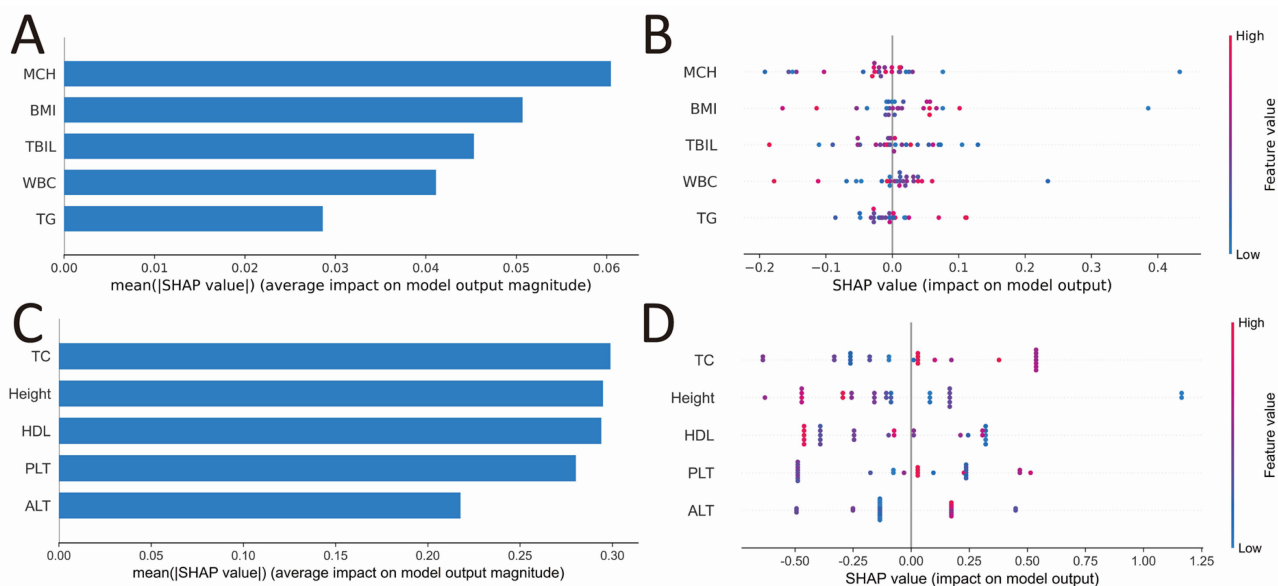 A
MCH
BMI
TBIL
WBC
TG
0.00 0.01 0.02 0.03 0.04 0.05 0.06
mean(|SHAP value|) (average impact on model output magnitude)
B
MCH
BMI
TBIL
WBC
TG
−0.2 −0.1 0.0 0.1 0.2 0.3 0.4
SHAP value (impact on model output)
High
Feature value
Low
C
TC
Height
HDL
PLT
ALT
0.00 0.05 0.10 0.15 0.20 0.25 0.30
mean(|SHAP value|) (average impact on model output magnitude)
D
TC
Height
HDL
PLT
ALT
-0.50 -0.25 0.00 0.25 0.50 0.75 1.00 1.25
SHAP value (impact on model output)
High
Feature value
Low